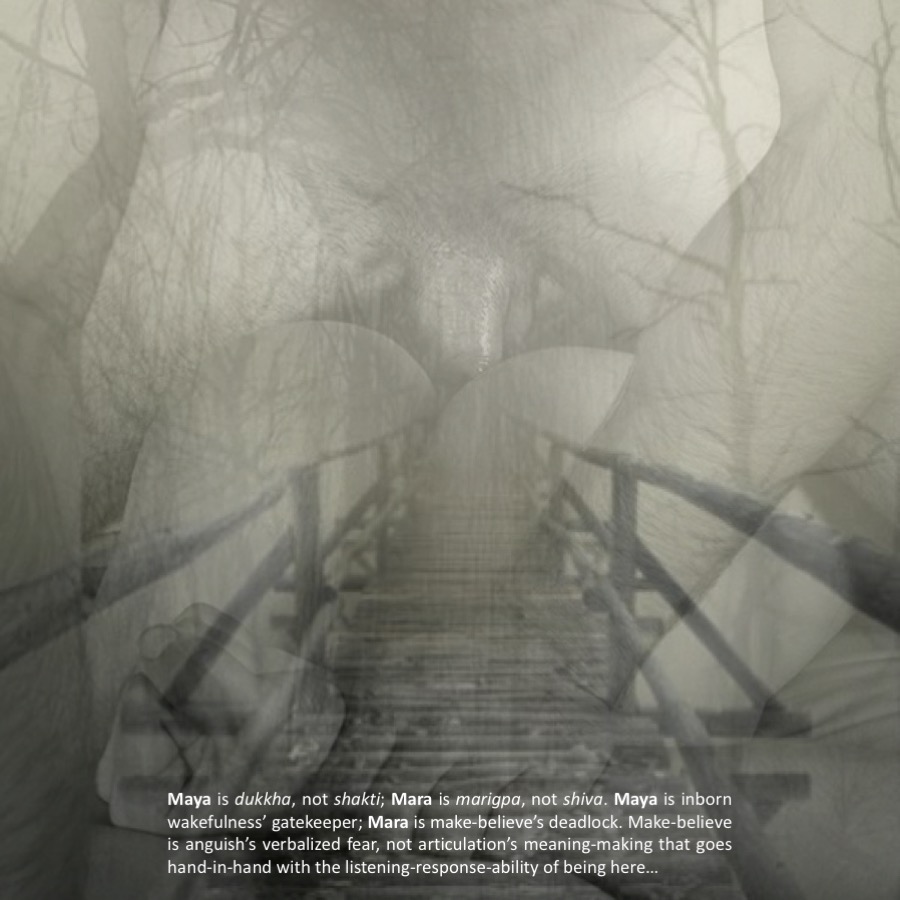 Maya is dukkha, not shakti; Mara is marigpa, not shiva. Maya is inborn
wakefulness’ gatekeeper; Mara is make-believe’s deadlock. Make-believe
is anguish’s verbalized fear, not articulation’s meaning-making that goes
hand-in-hand with the listening-response-ability of being here…